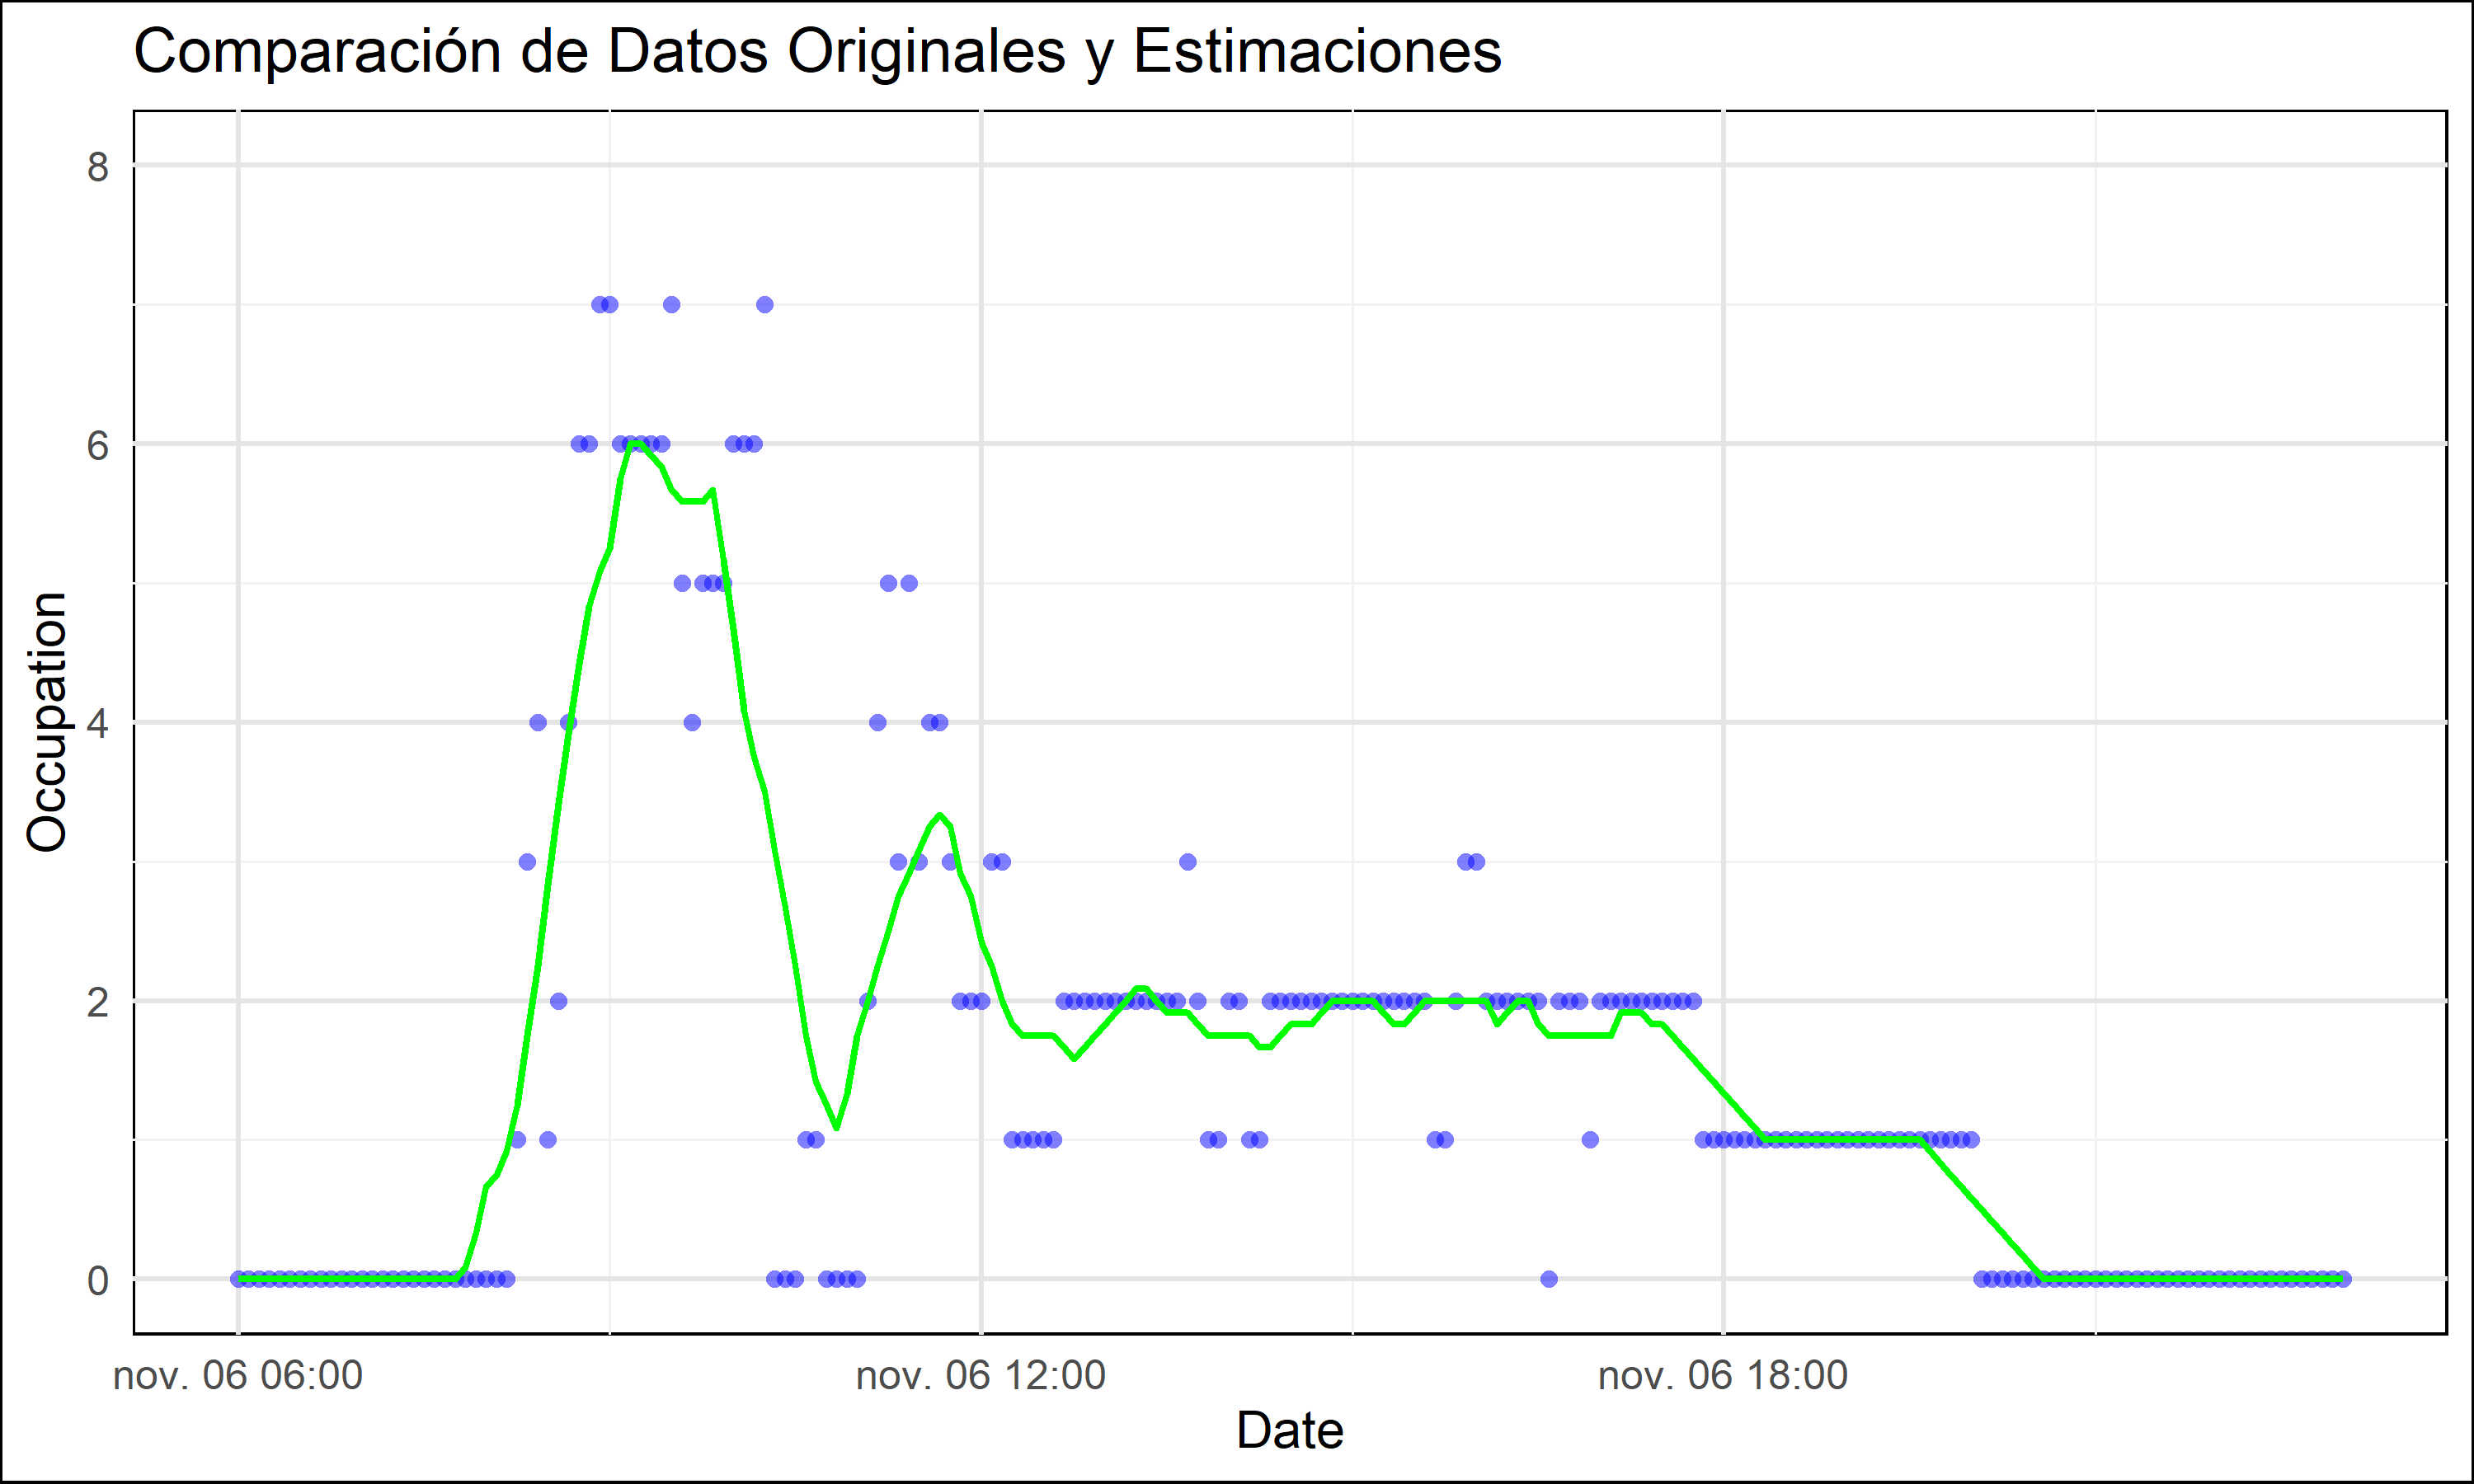 Comparación de Datos Originales y Estimaciones
8
6
4
2
0
Occupation
nov. 06 06:00
nov. 06 12:00
nov. 06 18:00
Date